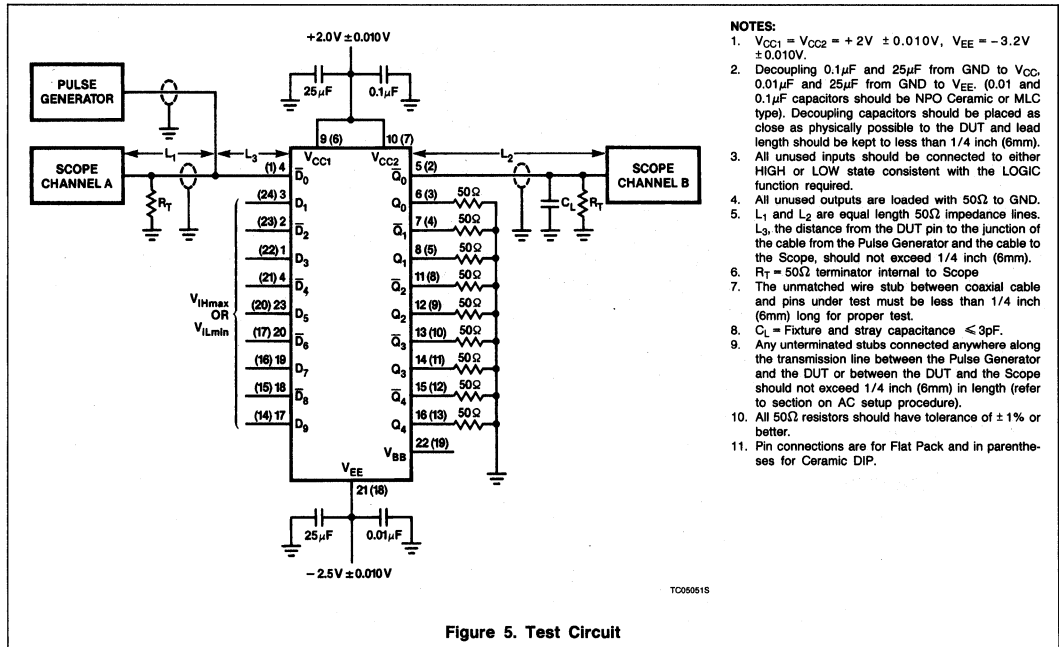 +2.0V ± 0.010V
PULSE
GENERATOR
25μF
0.1μF
9 (6)
10 (7)
L1
L3
L2
SCOPE
CHANNEL A
SCOPE
CHANNEL B
RT
CL
RT
VCC1
VCC2
(1) 4 D̅0
(24) 3 D1
(23) 2 D̅2
(22) 1 D3
(21) 4 D̅4
(20) 23 D5
(17) 20 D̅6
(16) 19 D7
(15) 18 D̅8
(14) 17 D9
VIHmax
OR
VILmin
Q̅0 5 (2)
Q0 6 (3) 50Ω
Q̅1 7 (4) 50Ω
Q1 8 (5) 50Ω
Q̅2 11 (8) 50Ω
Q2 12 (9) 50Ω
Q̅3 13 (10) 50Ω
Q3 14 (11) 50Ω
Q̅4 15 (12) 50Ω
Q4 16 (13) 50Ω
VBB 22 (19)
VEE
21 (18)
25μF
0.01μF
− 2.5V ± 0.010V
TC05051S
NOTES:
1. VCC1 = VCC2 = + 2V ± 0.010V, VEE = − 3.2V
± 0.010V.
2. Decoupling 0.1μF and 25μF from GND to VCC,
0.01μF and 25μF from GND to VEE. (0.01 and
0.1μF capacitors should be NPO Ceramic or MLC
type). Decoupling capacitors should be placed as
close as physically possible to the DUT and lead
length should be kept to less than 1/4 inch (6mm).
3. All unused inputs should be connected to either
HIGH or LOW state consistent with the LOGIC
function required.
4. All unused outputs are loaded with 50Ω to GND.
5. L1 and L2 are equal length 50Ω impedance lines.
L3, the distance from the DUT pin to the junction
of the cable from the Pulse Generator and the cable to
the Scope, should not exceed 1/4 inch (6mm).
6. RT = 50Ω terminator internal to Scope
7. The unmatched wire stub between coaxial cable
and pins under test must be less than 1/4 inch
(6mm) long for proper test.
8. CL = Fixture and stray capacitance ⩽ 3pF.
9. Any unterminated stubs connected anywhere along
the transmission line between the Pulse Generator
and the DUT or between the DUT and the Scope
should not exceed 1/4 inch (6mm) in length (refer
to section on AC setup procedure).
10. All 50Ω resistors should have tolerance of ± 1% or
better.
11. Pin connections are for Flat Pack and in parenthe-
ses for Ceramic DIP.
Figure 5. Test Circuit